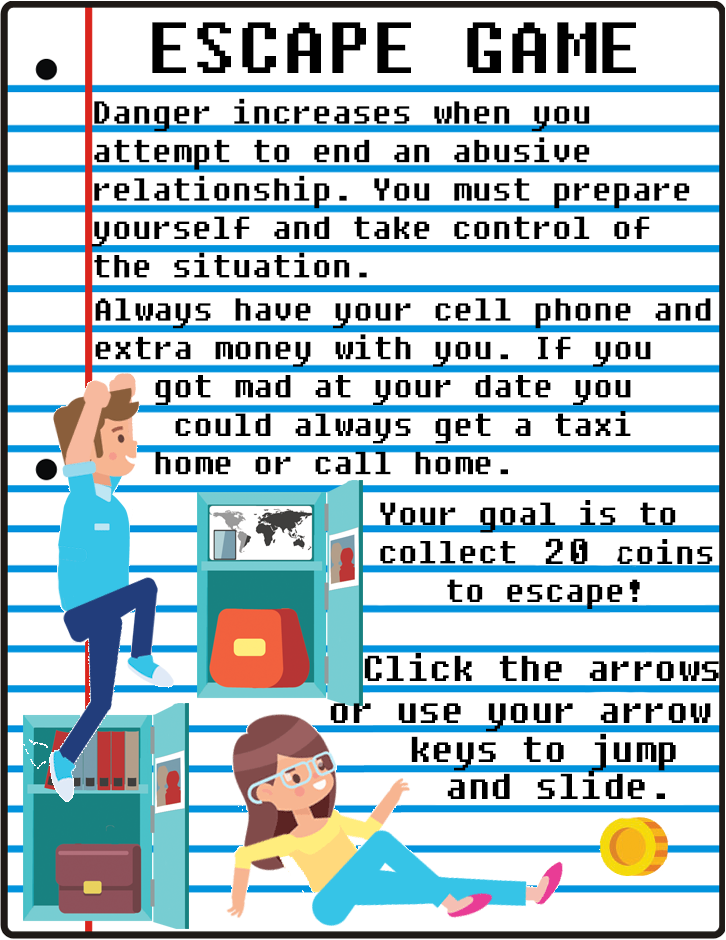 ESCAPE GAME
Danger increases when you
attempt to end an abusive
relationship. You must prepare
yourself and take control of
the situation.
Always have your cell phone and
extra money with you. If you
got mad at your date you
could always get a taxi
home or call home.
Your goal is to
collect 20 coins
to escape!
Click the arrows
or use your arrow
keys to jump
and slide.